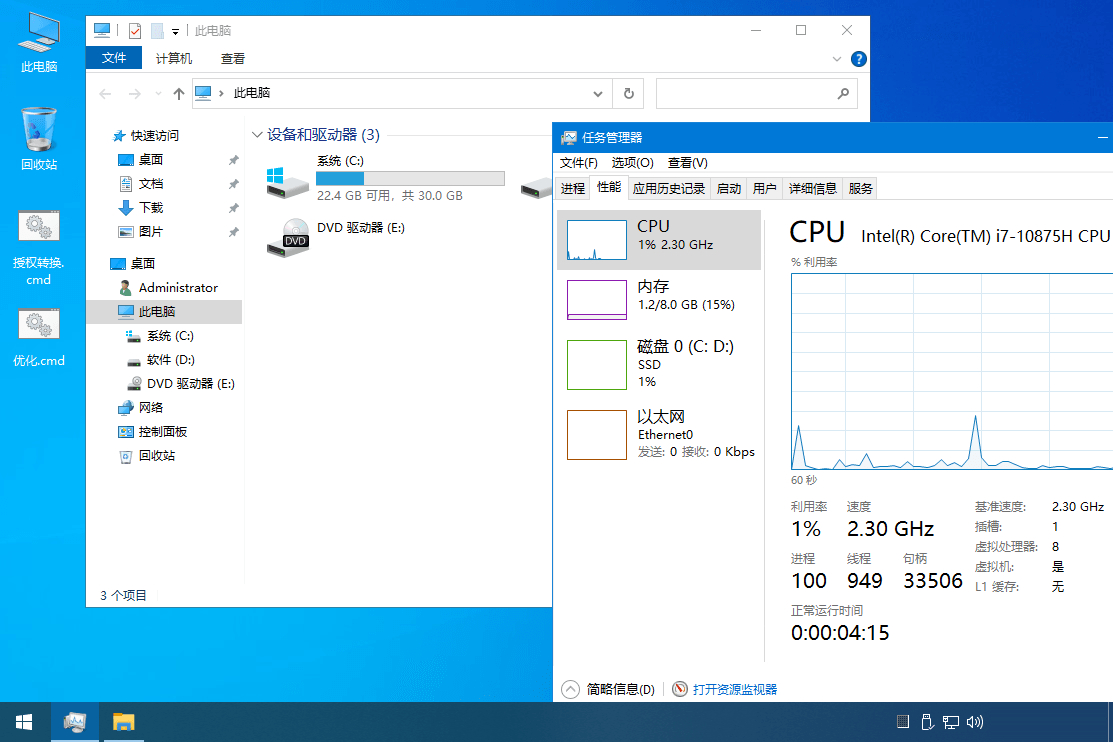 此电脑
回收站
授权转换.
cmd
优化.cmd
此电脑
文件
计算机
查看
?
此电脑
快速访问
桌面
文档
下载
图片
桌面
Administrator
此电脑
系统 (C:)
软件 (D:)
DVD 驱动器 (E:)
网络
控制面板
回收站
设备和驱动器 (3)
系统 (C:)
22.4 GB 可用，共 30.0 GB
DVD
DVD 驱动器 (E:)
3 个项目
任务管理器
文件(F) 选项(O) 查看(V)
进程 性能 应用历史记录 启动 用户 详细信息 服务
CPU
1% 2.30 GHz
内存
1.2/8.0 GB (15%)
磁盘 0 (C: D:)
SSD
1%
以太网
Ethernet0
发送: 0 接收: 0 Kbps
CPU Intel(R) Core(TM) i7-10875H CPU
% 利用率
60 秒
利用率 速度
1% 2.30 GHz
进程 线程 句柄
100 949 33506
正常运行时间
0:00:04:15
基准速度: 2.30 GHz
插槽: 1
虚拟处理器: 8
虚拟机: 是
L1 缓存: 无
简略信息(D) 打开资源监视器